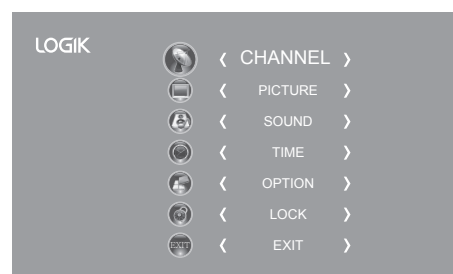 LOGIK
CHANNEL
PICTURE
SOUND
TIME
OPTION
LOCK
EXIT EXIT